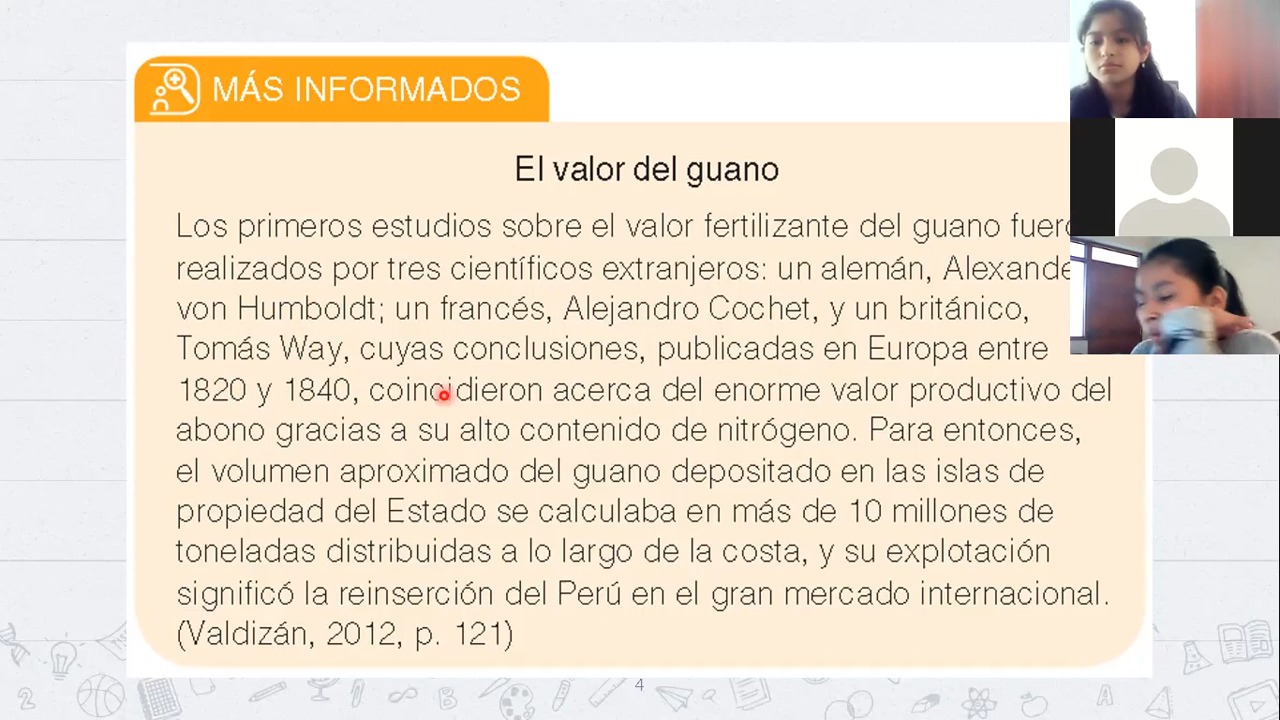 MÁS INFORMADOS
El valor del guano
Los primeros estudios sobre el valor fertilizante del guano
realizados por tres científicos extranjeros: un alemán,
von Humboldt; un francés, Alejandro Cochet, y un británico,
Tomás Way, cuyas conclusiones, publicadas en Europa entre
1820 y 1840, coincidieron acerca del enorme valor productivo del
abono gracias a su alto contenido de nitrógeno. Para entonces,
el volumen aproximado del guano depositado en las islas de
propiedad del Estado se calculaba en más de 10 millones de
toneladas distribuidas a lo largo de la costa, y su explotación
significó la reinserción del Perú en el gran mercado internacional.
(Valdizán, 2012, p. 121)
4